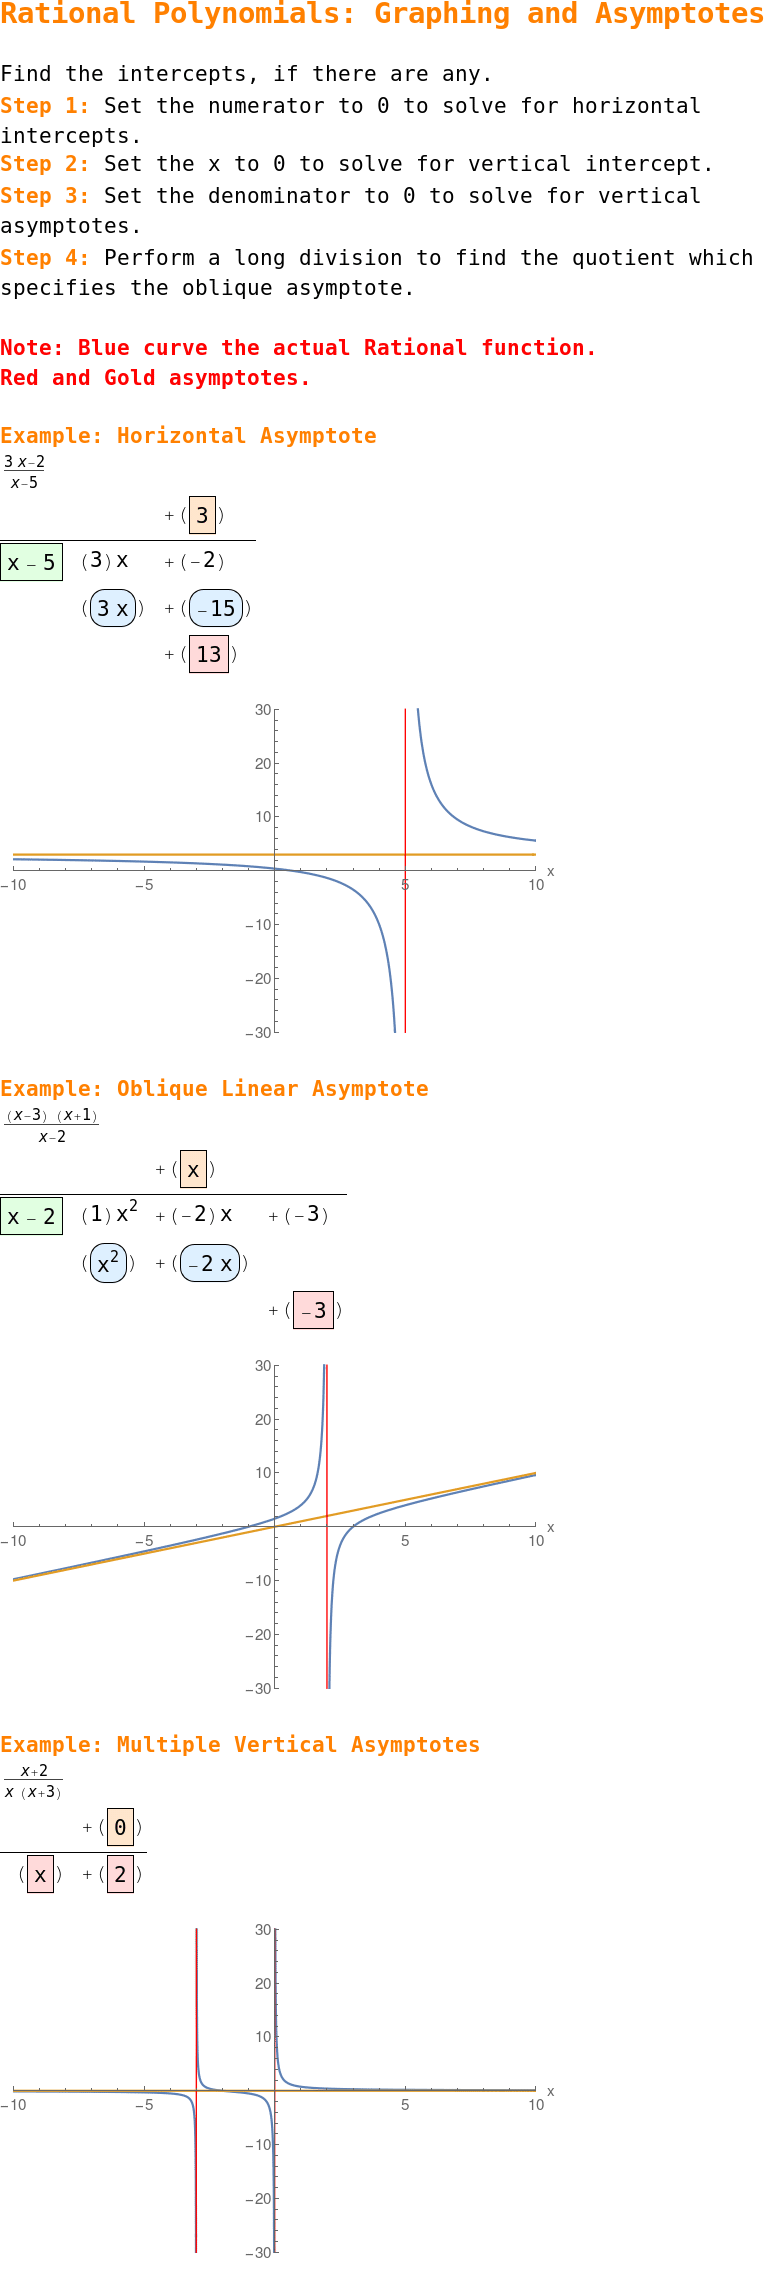 Rational Polynomials: Graphing and Asymptotes
Find the intercepts, if there are any.
Step 1: Set the numerator to 0 to solve for horizontal
intercepts.
Step 2: Set the x to 0 to solve for vertical intercept.
Step 3: Set the denominator to 0 to solve for vertical
asymptotes.
Step 4: Perform a long division to find the quotient which
specifies the oblique asymptote.
Note: Blue curve the actual Rational function.
Red and Gold asymptotes.
Example: Horizontal Asymptote
3 x−2
x−5
+ ( 3 )
x − 5 (3) x + (−2)
( 3 x ) + ( −15 )
+ ( 13 )
30
20
10
−10 −5 5 10 x
−10
−20
−30
Example: Oblique Linear Asymptote
(x−3) (x+1)
x−2
+ ( x )
x − 2 (1) x² + (−2) x + (−3)
( x² ) + ( −2 x )
+ ( −3 )
30
20
10
−10 −5 5 10 x
−10
−20
−30
Example: Multiple Vertical Asymptotes
x+2
x (x+3)
+ ( 0 )
( x ) + ( 2 )
30
20
10
−10 −5 5 10 x
−10
−20
−30